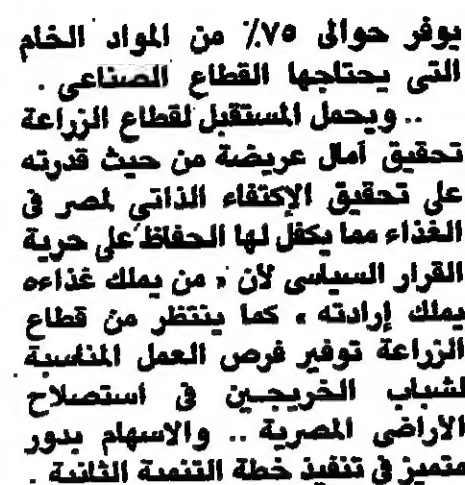 يوفر حوالى ٧٥٪ من المواد الخام
التى يحتاجها القطاع الصناعى .
.. ويحمل المستقبل لقطاع الزراعة
تحقيق أمال عريضة من حيث قدرته
على تحقيق الإكتفاء الذاتي لمصر فى
الغذاء مما يكفل لها الحفاظ على حرية
القرار السياسى لأن « من يملك غذاءه
يملك إرادته » كما ينتظر من قطاع
الزراعة توفير فرص العمل المناسبة
لشباب الخريجين فى استصلاح
الاراضى المصرية .. والاسهام بدور
متميز فى تنفيذ خطة التنمية الثانية .